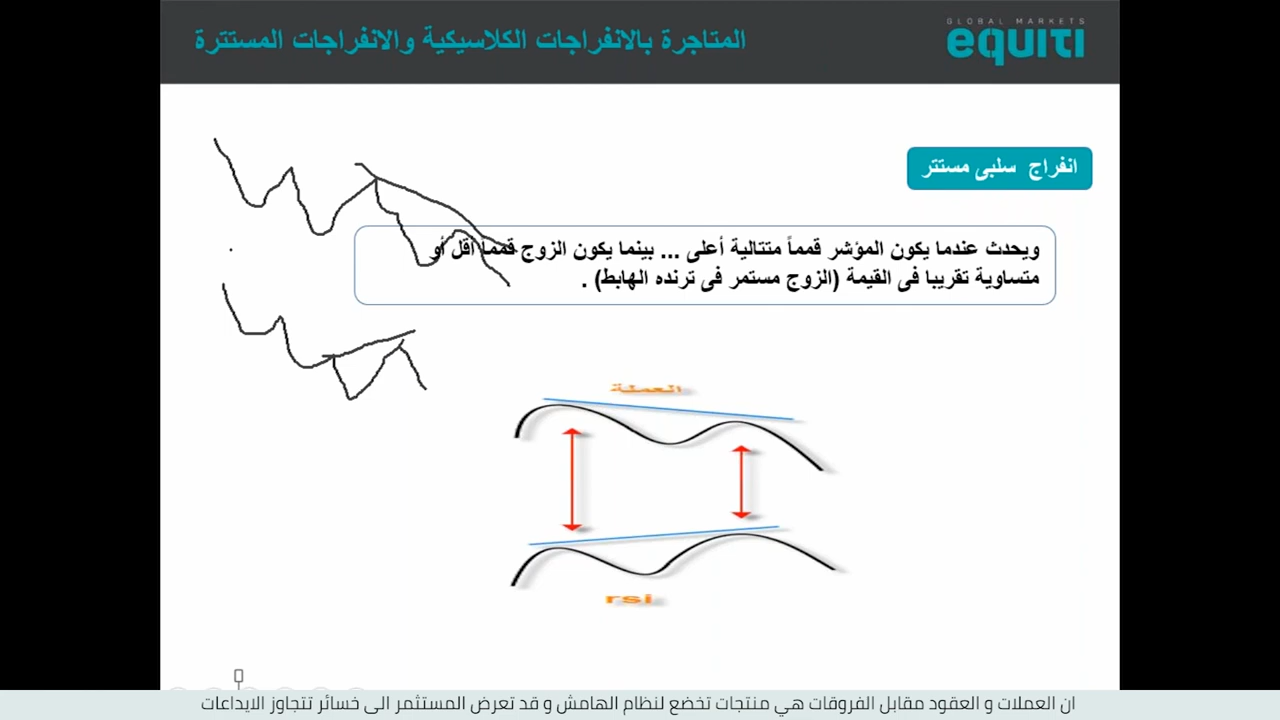 GLOBAL MARKETS
equiti
المتاجرة بالانفراجات الكلاسيكية والانفراجات المستترة
انفراج سلبى مستتر
ويحدث عندما يكون المؤشر قمماً متتالية أعلى ... بينما يكون الزوج قمما أقل أو
متساوية تقريبا فى القيمة (الزوج مستمر فى ترنده الهابط) .
العملة
rsi
ان العملات و العقود مقابل الفروقات هي منتجات تخضع لنظام الهامش و قد تعرض المستثمر الى خسائر تتجاوز الايداعات